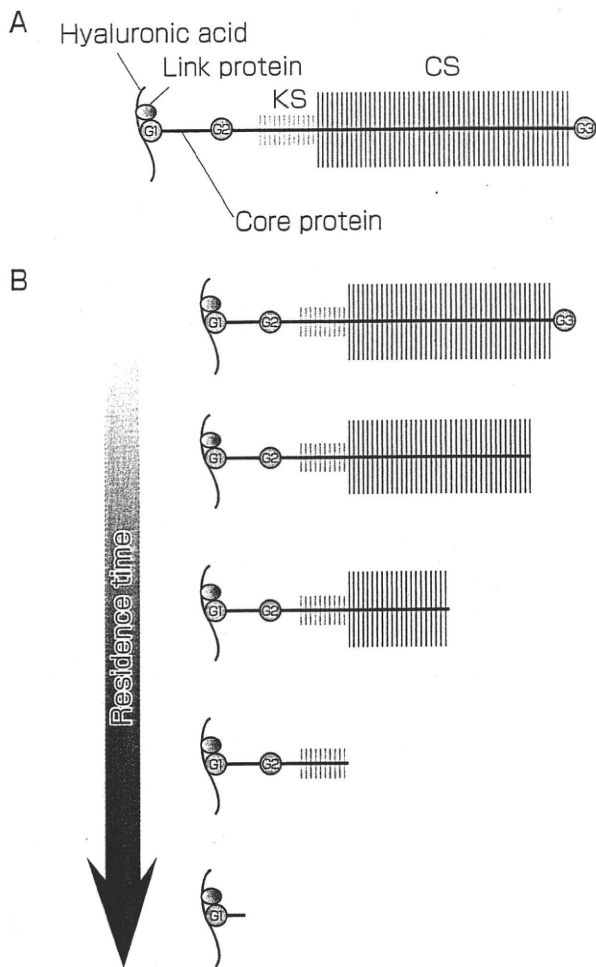 A
Hyaluronic acid
Link protein
KS
CS
G1
G2
G3
Core protein
B
G1
G2
G3
G1
G2
G1
G2
G1
G2
G1
Residence time